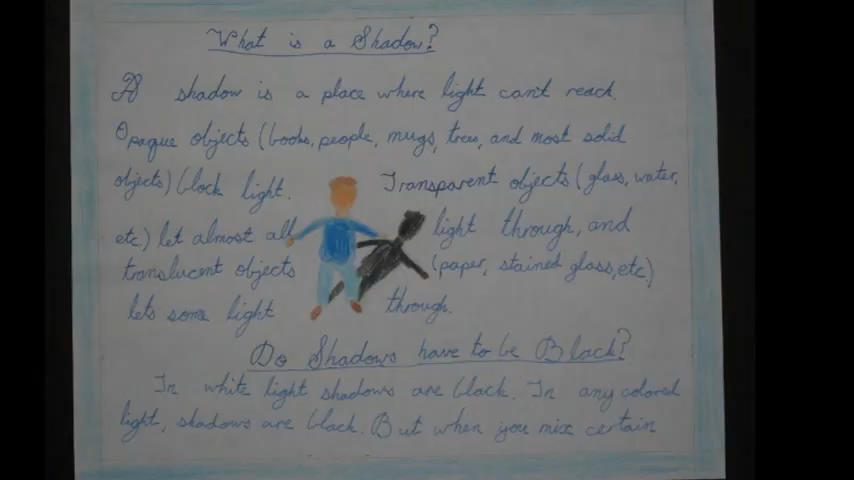 What is a Shadow?
A shadow is a place where light can't reach.
Opaque objects (books, people, mugs, trees, and most solid
objects) block light. Transparent objects (glass, water,
etc.) let almost all light through, and
translucent objects (paper, stained glass, etc.)
lets some light through.
Do Shadows have to be Black?
In white light shadows are black. In any colored
light, shadows are black. But when you mix certain